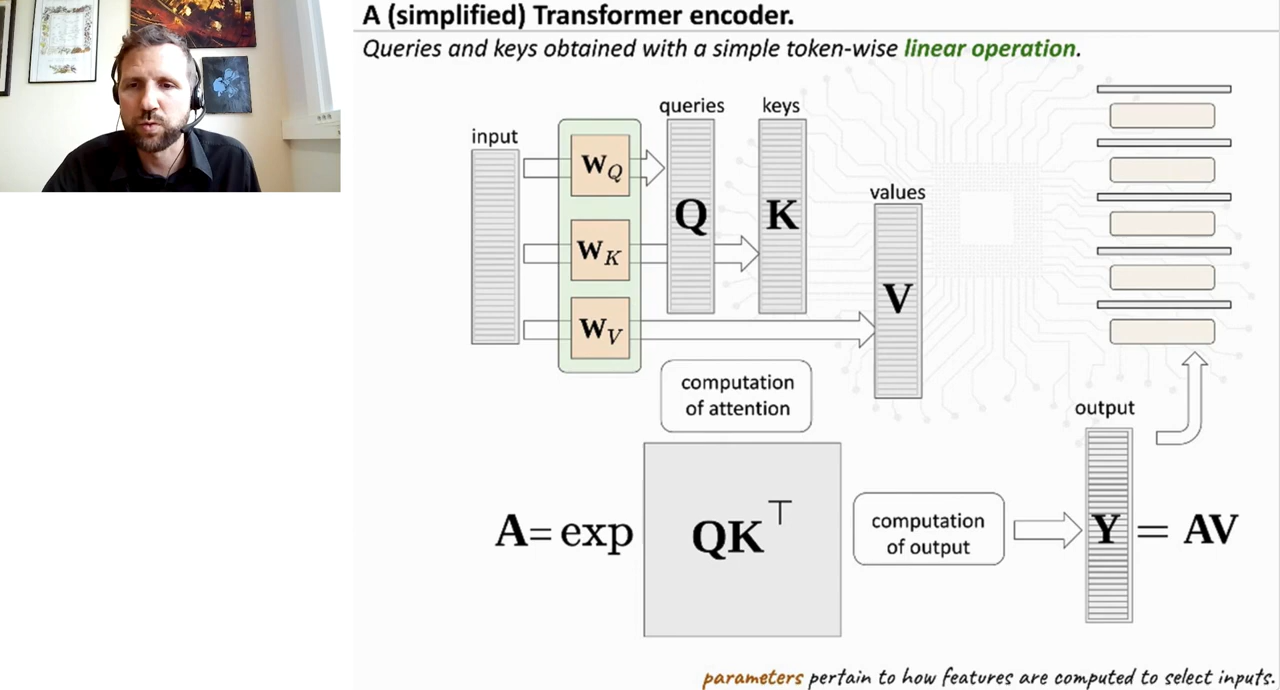 A (simplified) Transformer encoder.
Queries and keys obtained with a simple token-wise linear operation.
input
W_Q
W_K
W_V
queries
keys
Q
K
values
V
computation
of attention
A= exp
QK^⊤
computation
of output
output
Y = AV
parameters pertain to how features are computed to select inputs.